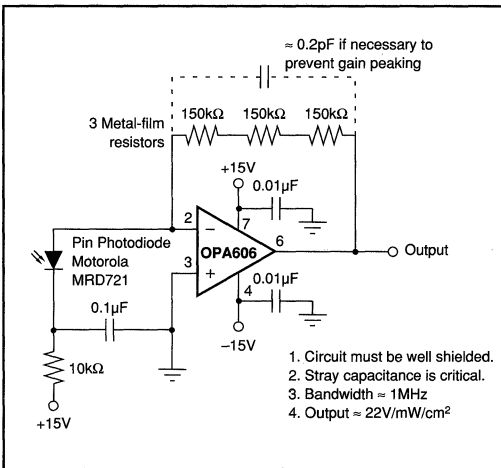 ≈ 0.2pF if necessary to
prevent gain peaking
150kΩ 150kΩ 150kΩ
3 Metal-film
resistors
+15V
0.01µF
2
7
Pin Photodiode
Motorola
MRD721
–
OPA606
6
Output
3
+
0.01µF
0.1µF
4
–15V
10kΩ
+15V
1. Circuit must be well shielded.
2. Stray capacitance is critical.
3. Bandwidth ≈ 1MHz
4. Output ≈ 22V/mW/cm²